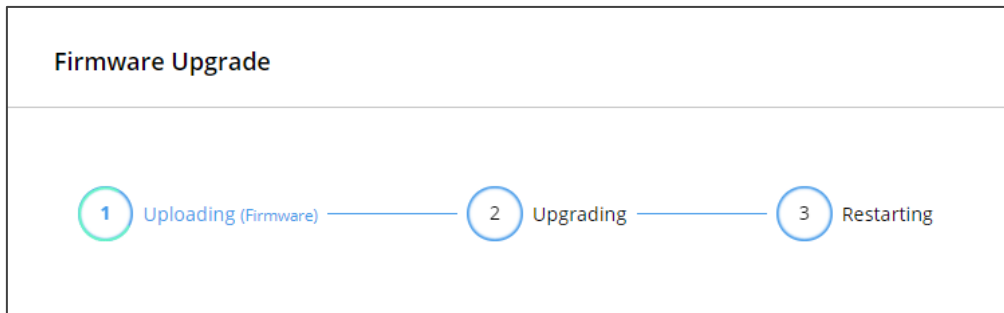 Firmware Upgrade
1 Uploading (Firmware) 2 Upgrading 3 Restarting